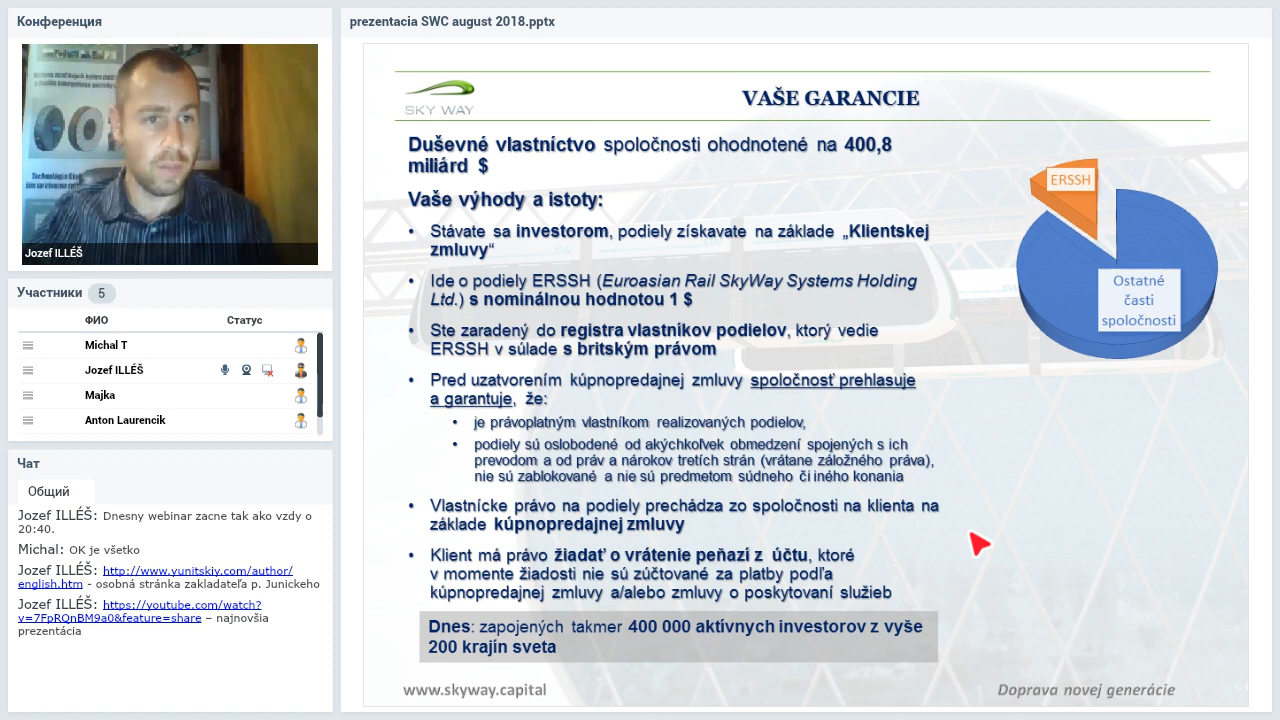 Конференция
Jozef ILLÉŠ
Участники 5
ФИО Статус
Michal T
Jozef ILLÉŠ
Majka
Anton Laurencik
Чат
Общий
Jozef ILLÉŠ: Dnesny webinar zacne tak ako vzdy o
20:40.
Michal: OK je všetko
Jozef ILLÉŠ: http://www.yunitskiy.com/author/
english.htm - osobná stránka zakladateľa p. Junickeho
Jozef ILLÉŠ: https://youtube.com/watch?
v=7FpRQnBM9a0&feature=share – najnovšia
prezentácia
prezentacia SWC august 2018.pptx
SKY WAY
VAŠE GARANCIE
Duševné vlastníctvo spoločnosti ohodnotené na 400,8
miliárd $
Vaše výhody a istoty:
• Stávate sa investorom, podiely získavate na základe „Klientskej
zmluvy“
• Ide o podiely ERSSH (Euroasian Rail SkyWay Systems Holding
Ltd.) s nominálnou hodnotou 1 $
• Ste zaradený do registra vlastníkov podielov, ktorý vedie
ERSSH v súlade s britským právom
• Pred uzatvorením kúpnopredajnej zmluvy spoločnosť prehlasuje
a garantuje, že:
• je právoplatným vlastníkom realizovaných podielov,
• podiely sú oslobodené od akýchkoľvek obmedzení spojených s ich
prevodom a od práv a nárokov tretích strán (vrátane záložného práva),
nie sú zablokované a nie sú predmetom súdneho či iného konania
• Vlastnícke právo na podiely prechádza zo spoločnosti na klienta na
základe kúpnopredajnej zmluvy
• Klient má právo žiadať o vrátenie peňazí z účtu, ktoré
v momente žiadosti nie sú zúčtované za platby podľa
kúpnopredajnej zmluvy a/alebo zmluvy o poskytovaní služieb
Dnes: zapojených takmer 400 000 aktívnych investorov z vyše
200 krajín sveta
ERSSH
Ostatné
časti
spoločnosti
www.skyway.capital
Doprava novej generácie